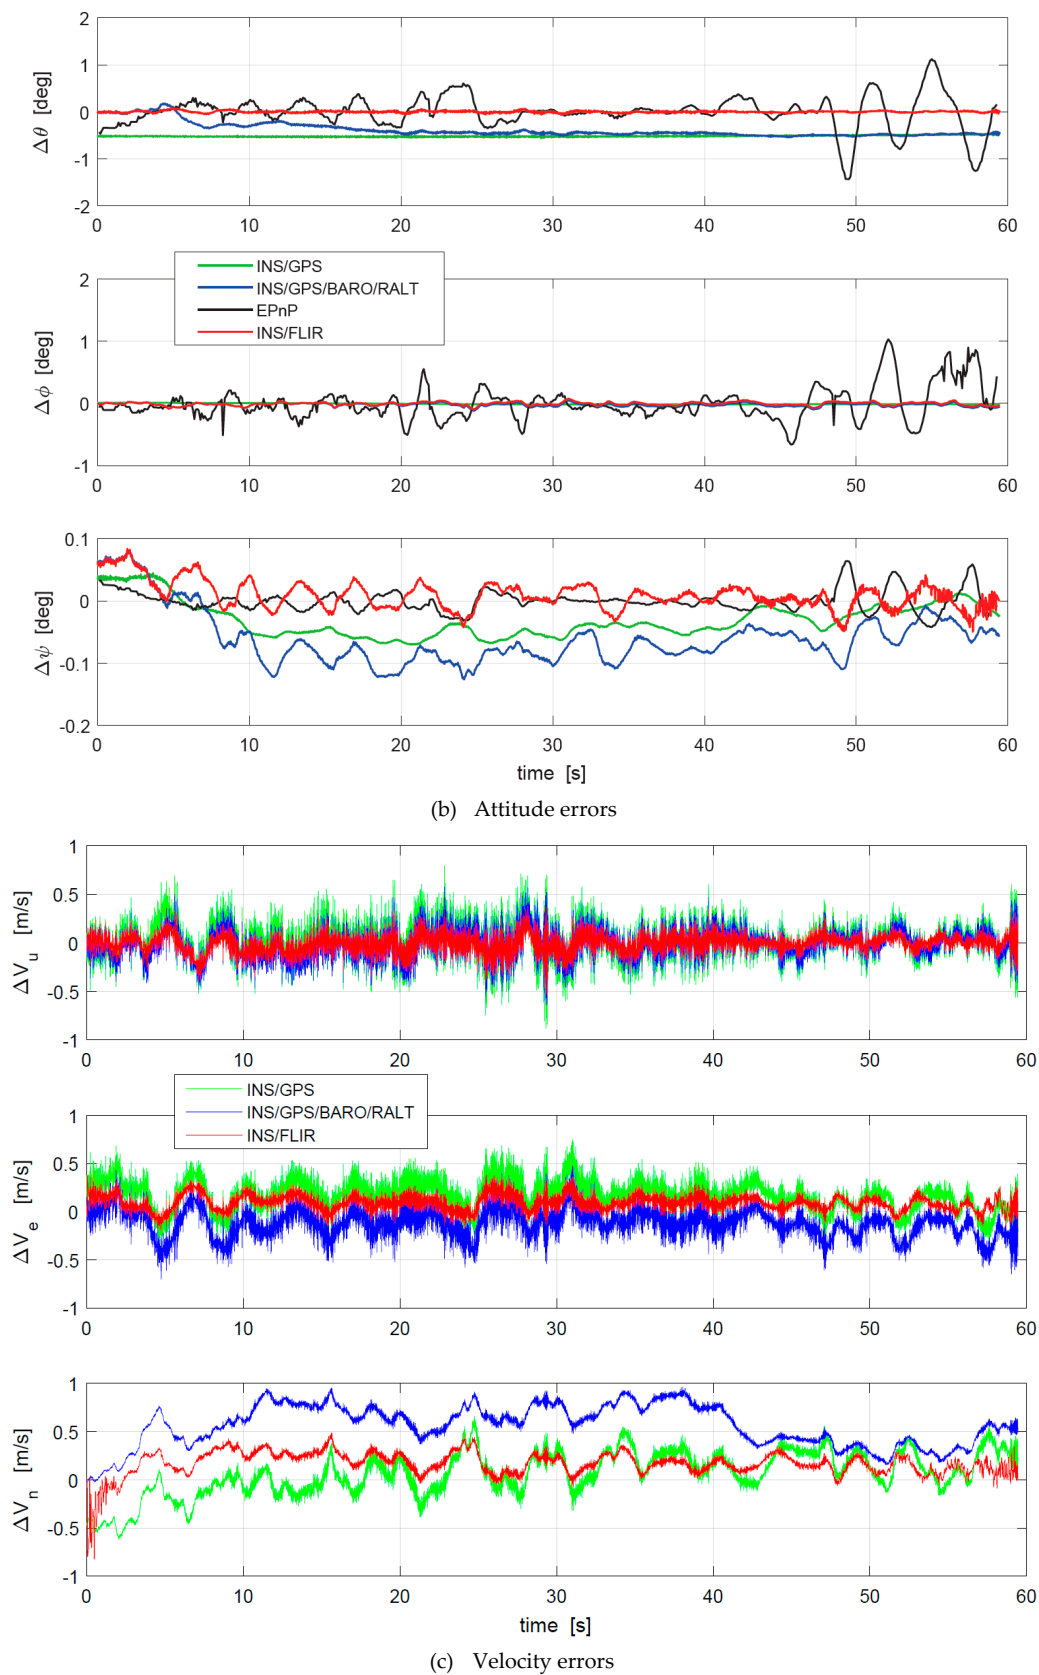 2
1
0
-1
-2
Δθ [deg]
0 10 20 30 40 50 60
INS/GPS
INS/GPS/BARO/RALT
EPnP
INS/FLIR
2
1
0
-1
Δϕ [deg]
0 10 20 30 40 50 60
0.1
0
-0.1
-0.2
Δψ [deg]
0 10 20 30 40 50 60
time [s]
(b) Attitude errors
1
0.5
0
-0.5
-1
ΔV_u [m/s]
0 10 20 30 40 50 60
INS/GPS
INS/GPS/BARO/RALT
INS/FLIR
1
0.5
0
-0.5
-1
ΔV_e [m/s]
0 10 20 30 40 50 60
1
0.5
0
-0.5
-1
ΔV_n [m/s]
0 10 20 30 40 50 60
time [s]
(c) Velocity errors